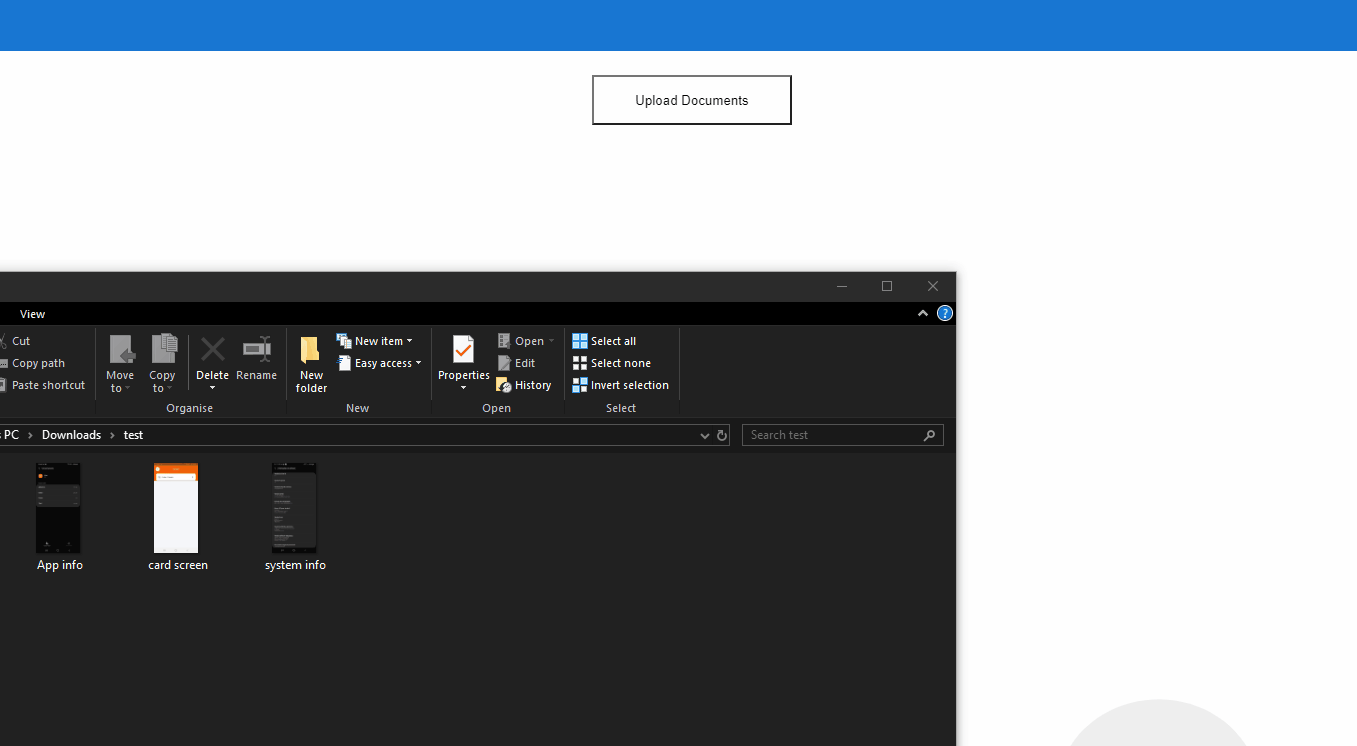 Upload Documents
View
?
Cut
Copy path
Paste shortcut
Move to
Copy to
Delete
Rename
Organise
New folder
New item
Easy access
New
Properties
Open
Edit
History
Open
Select all
Select none
Invert selection
Select
PC > Downloads > test
Search test
App info
card screen
system info